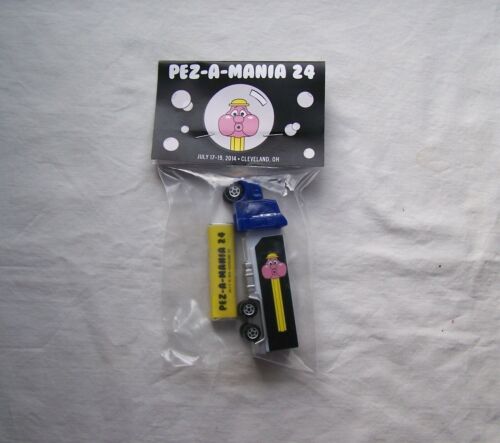 PEZ-A-MANIA 24
JULY 17-19, 2014 • CLEVELAND, OH
PEZ-A-MANIA 24